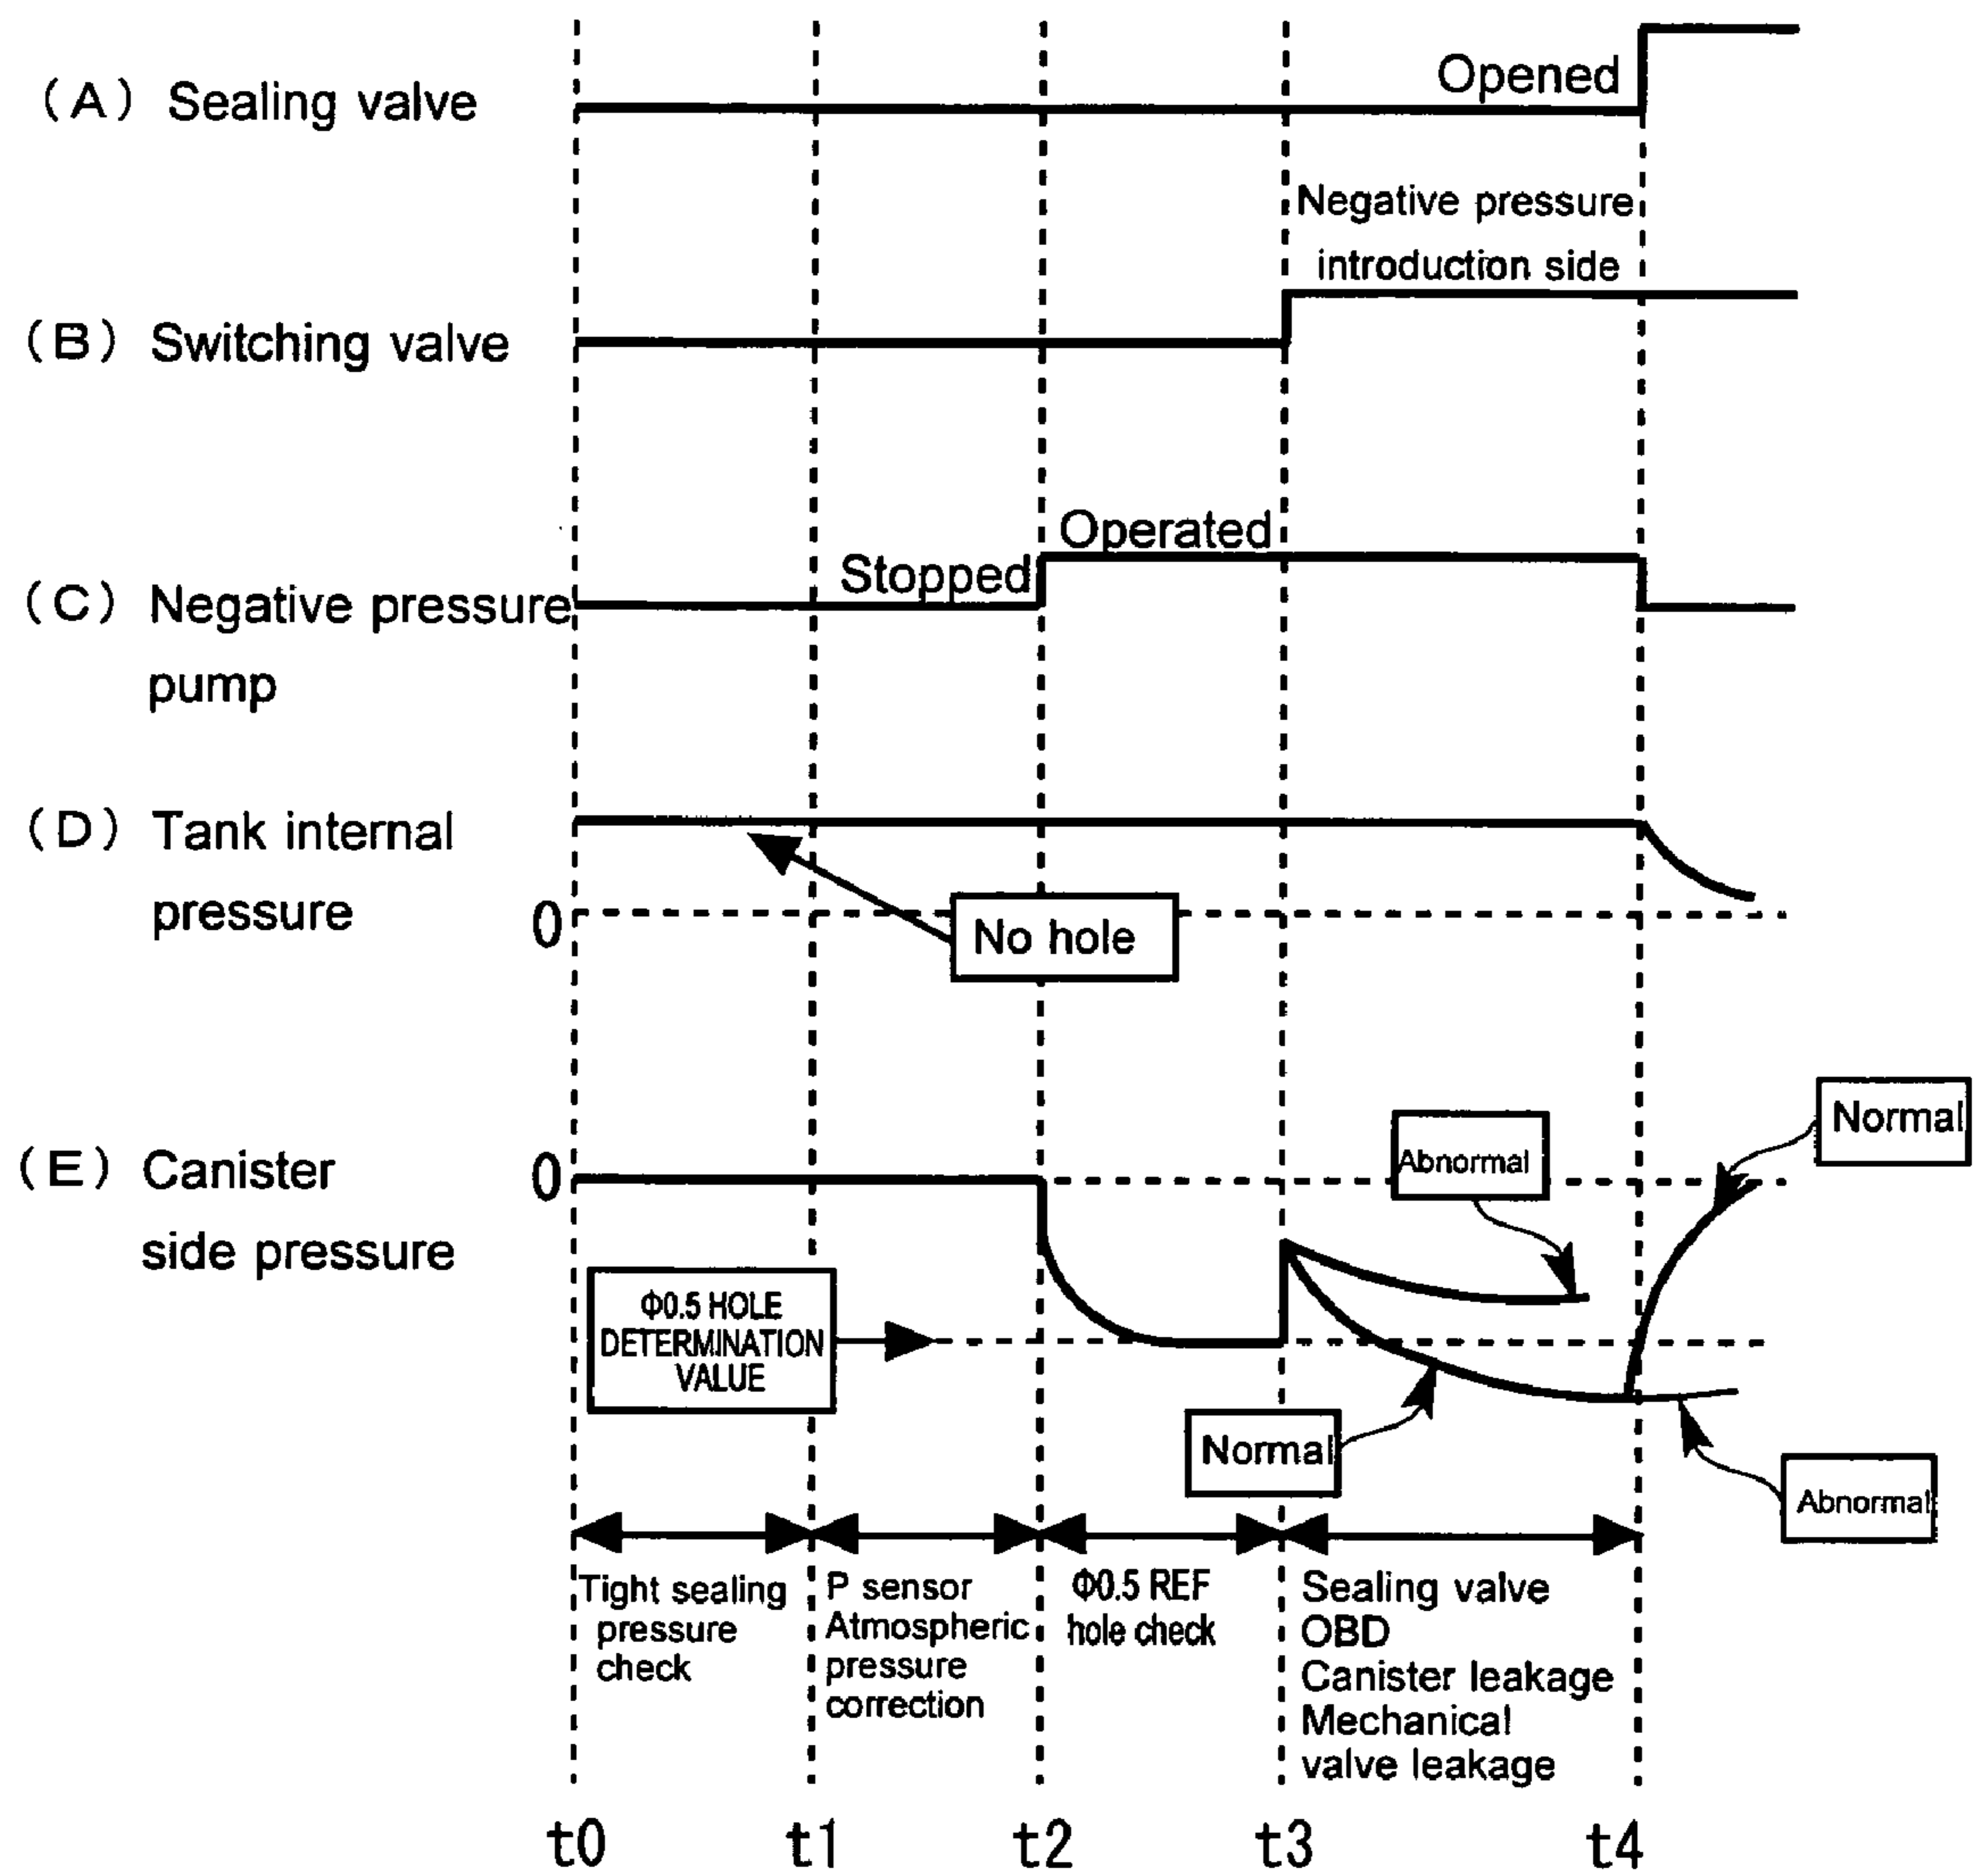 (A) Sealing valve
Opened
Negative pressure
introduction side
(B) Switching valve
Operated
Stopped
(C) Negative pressure
pump
(D) Tank internal
pressure
0
No hole
Normal
Abnormal
(E) Canister
side pressure
0
Φ0.5 HOLE
DETERMINATION
VALUE
Normal
Abnormal
Tight sealing
pressure
check
P sensor
Atmospheric
pressure
correction
Φ0.5 REF
hole check
Sealing valve
OBD
Canister leakage
Mechanical
valve leakage
t0 t1 t2 t3 t4